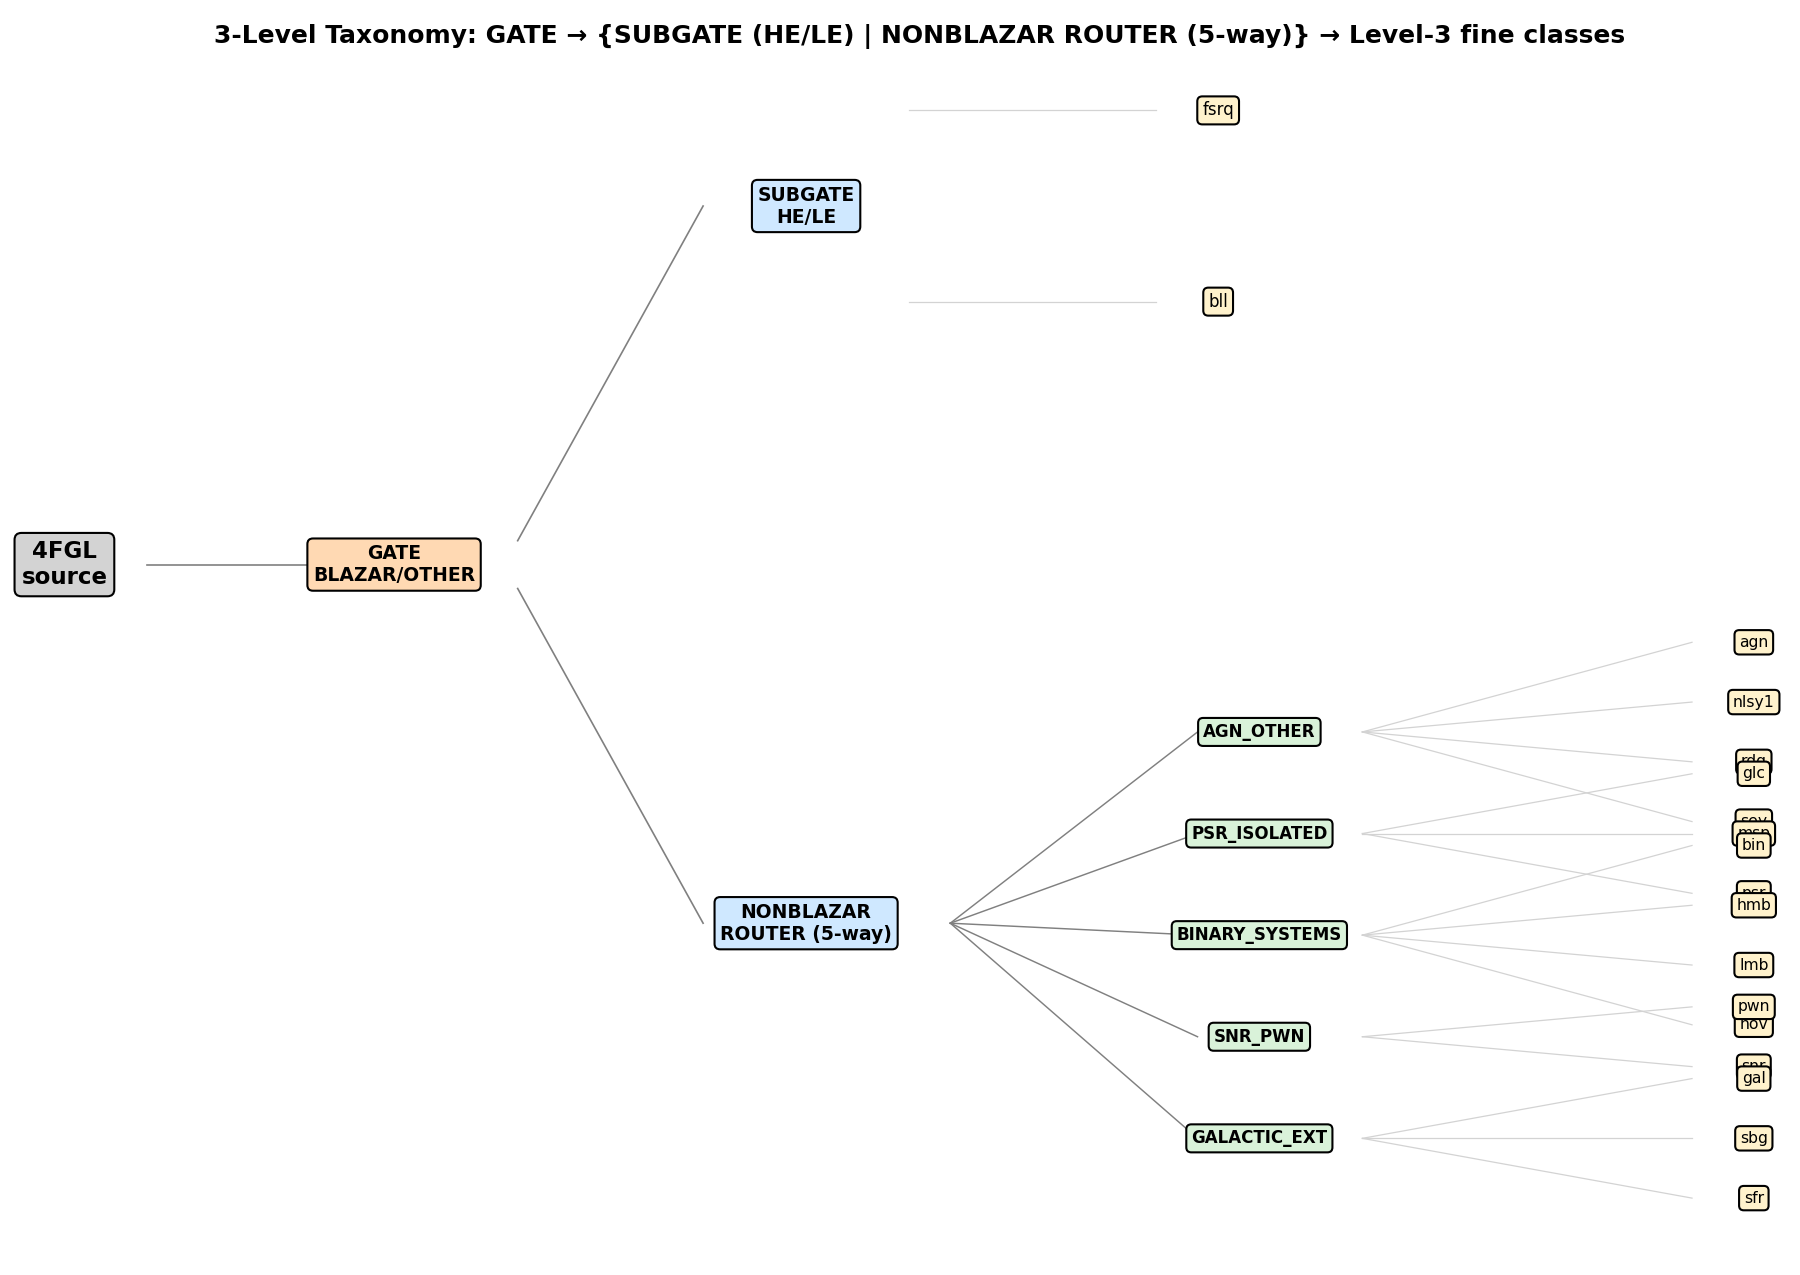 3-Level Taxonomy: GATE → {SUBGATE (HE/LE) | NONBLAZAR ROUTER (5-way)} → Level-3 fine classes
fsrq
SUBGATE
HE/LE
bll
4FGL
source
GATE
BLAZAR/OTHER
agn
nlsy1
AGN_OTHER
glc
PSR_ISOLATED
bin
hmb
NONBLAZAR
ROUTER (5-way)
BINARY_SYSTEMS
lmb
pwn
nov
SNR_PWN
gal
GALACTIC_EXT
sbg
sfr